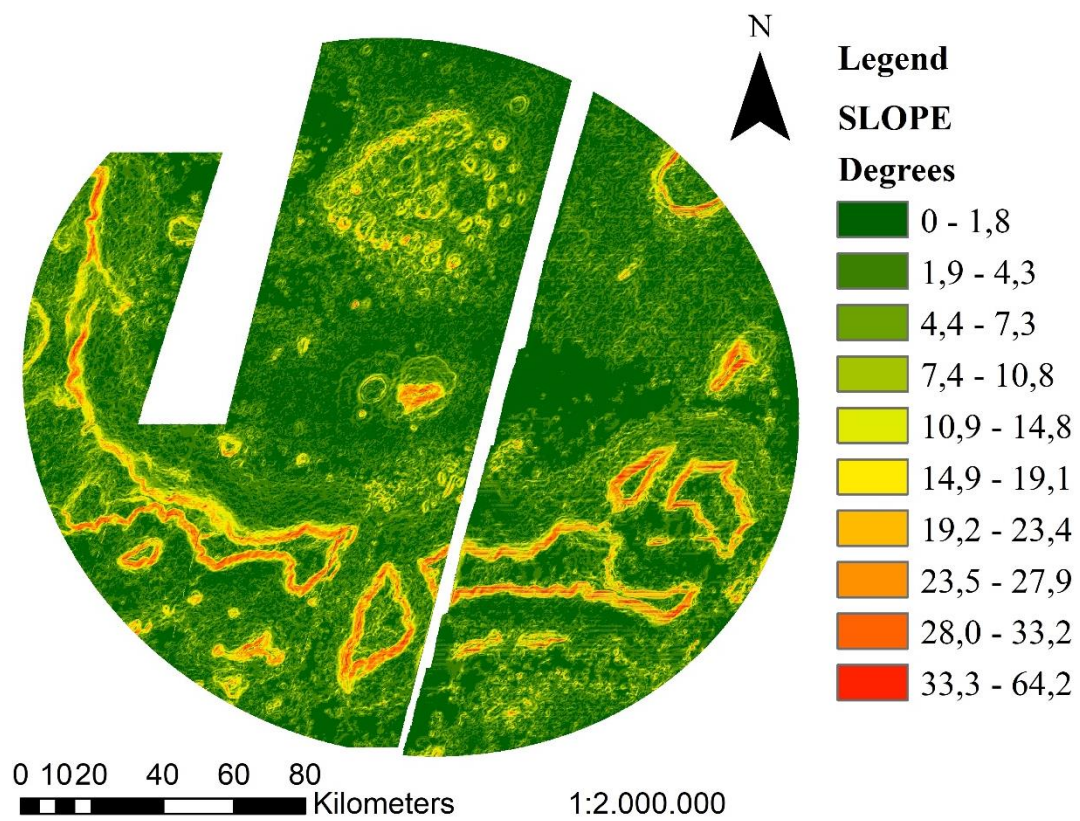 N
Legend
SLOPE
Degrees
0 - 1,8
1,9 - 4,3
4,4 - 7,3
7,4 - 10,8
10,9 - 14,8
14,9 - 19,1
19,2 - 23,4
23,5 - 27,9
28,0 - 33,2
33,3 - 64,2
0 10 20 40 60 80
Kilometers 1:2.000.000